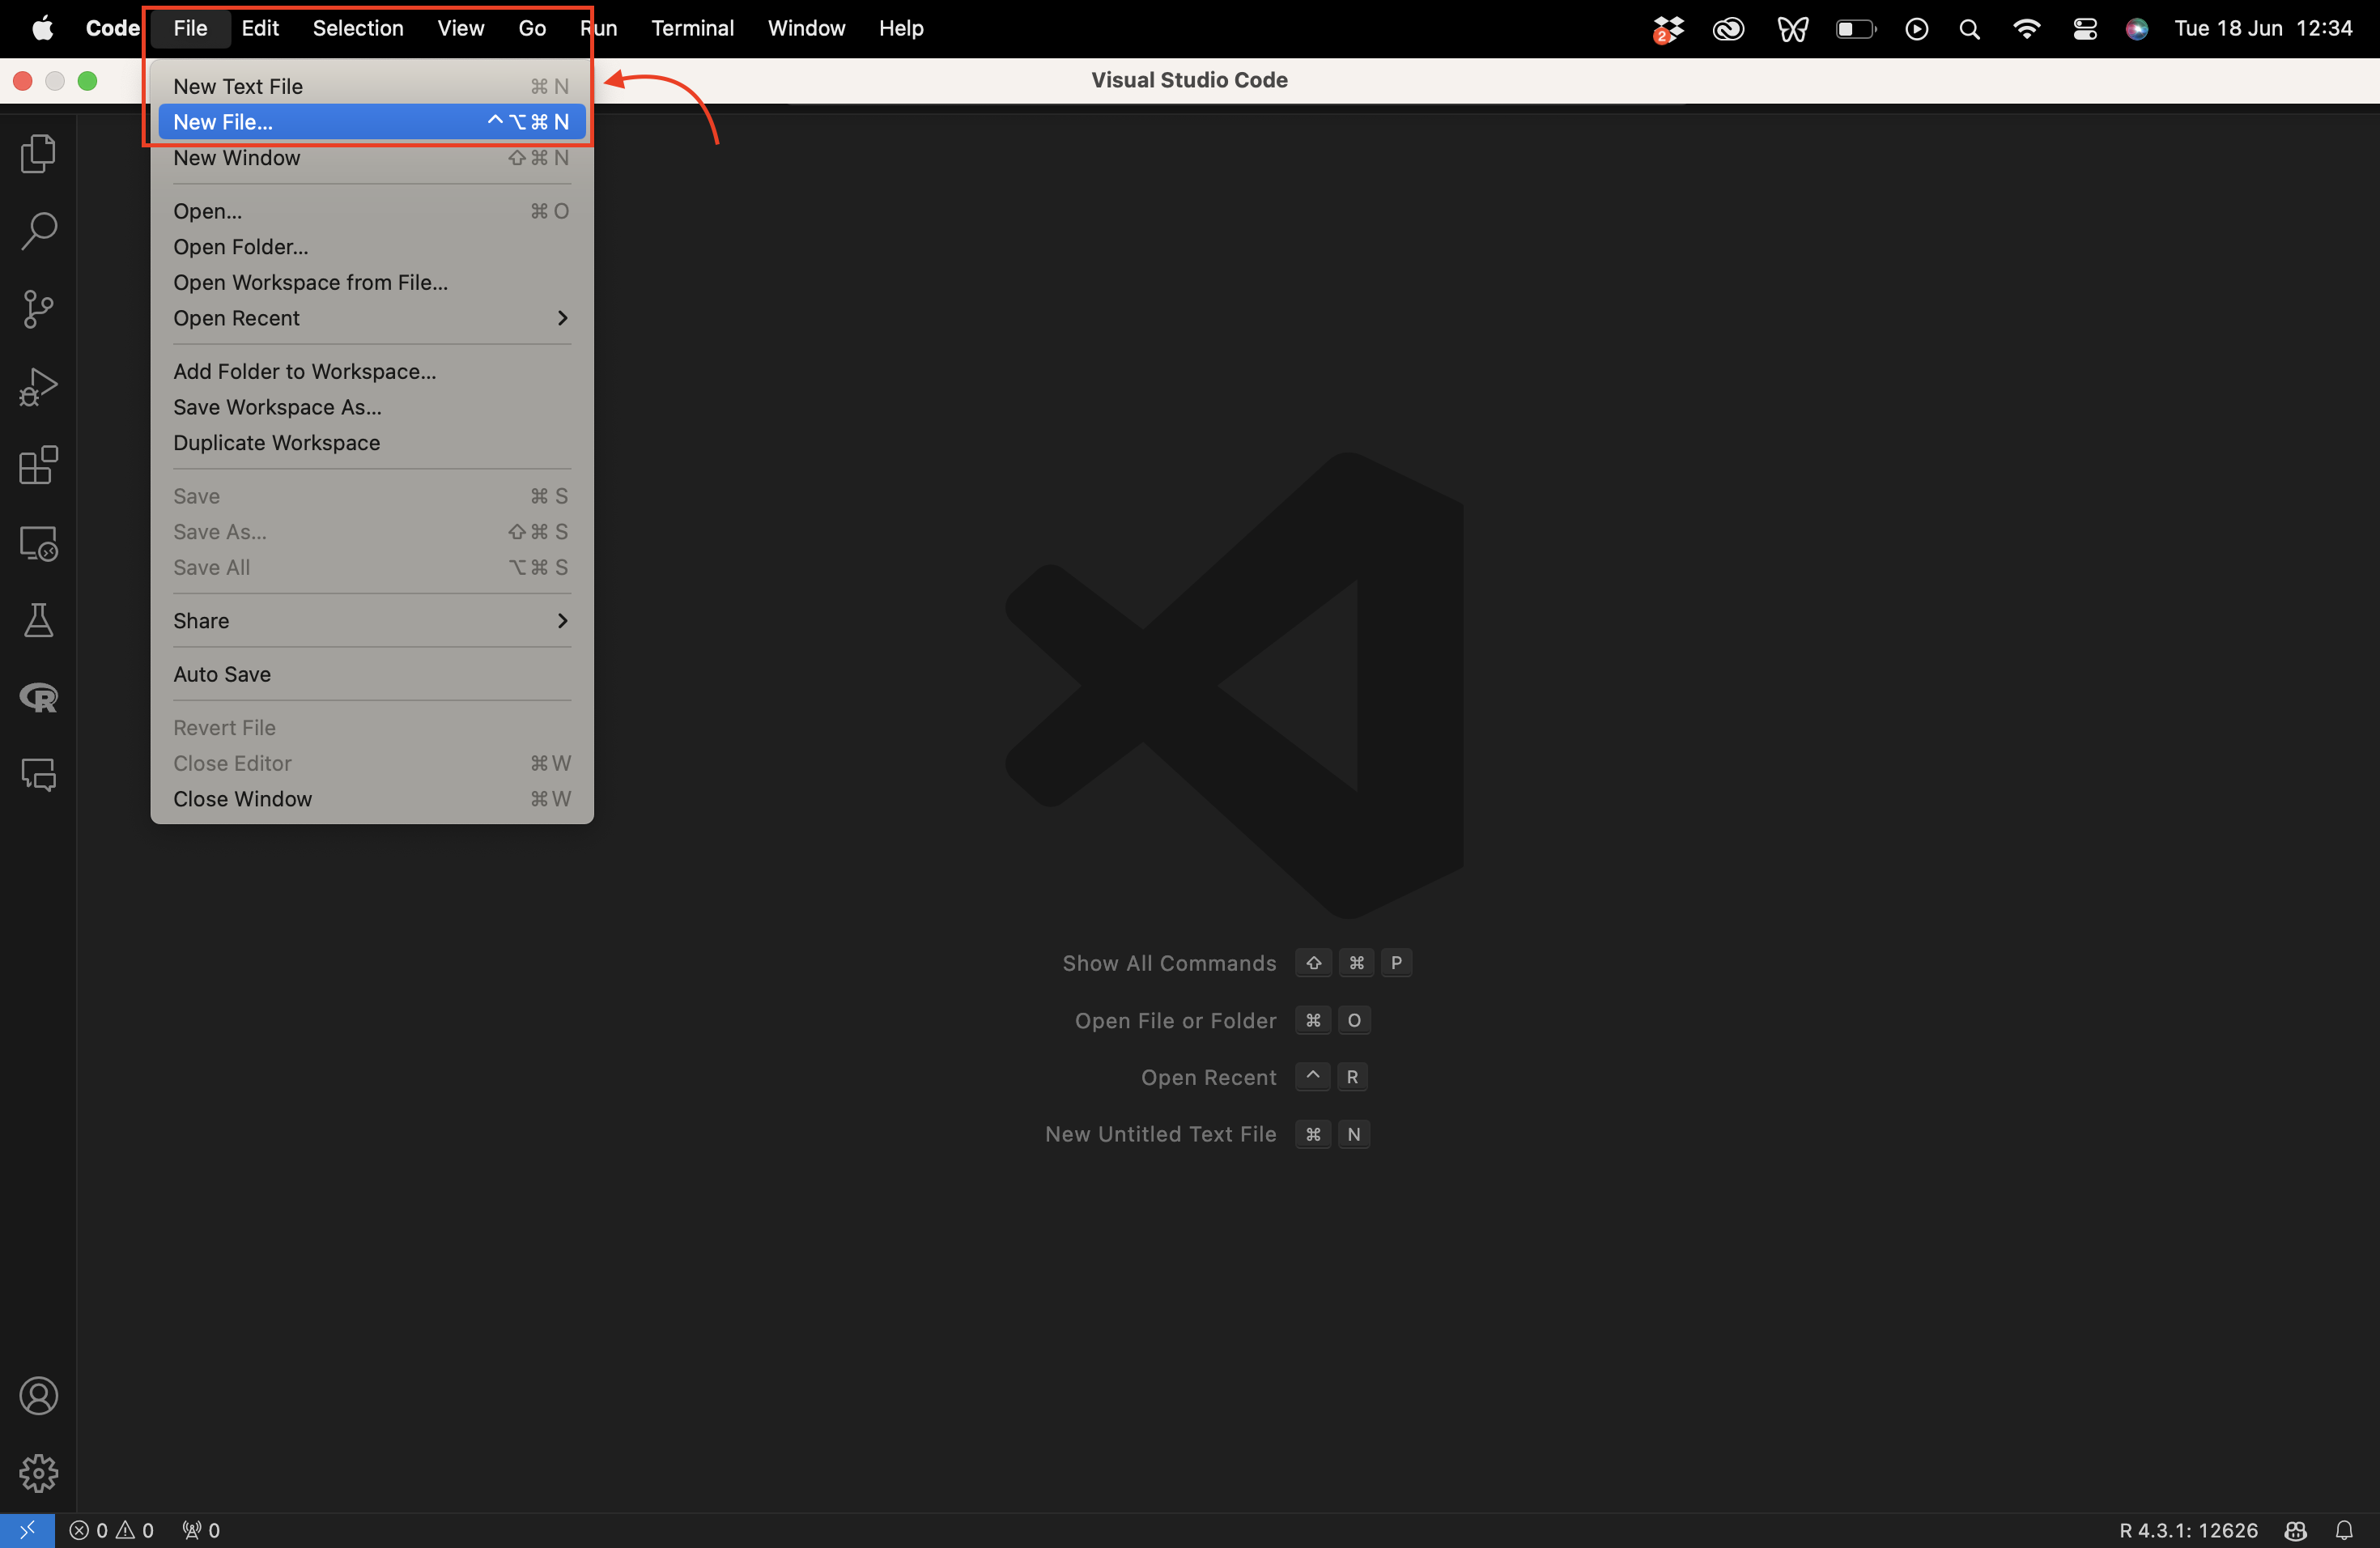 Code File Edit Selection View Go Run Terminal Window Help 2 Tue 18 Jun 12:34
Visual Studio Code
New Text File ⌘ N
New File... ^ ⌥ ⌘ N
New Window ⇧ ⌘ N
Open... ⌘ O
Open Folder...
Open Workspace from File...
Open Recent
Add Folder to Workspace...
Save Workspace As...
Duplicate Workspace
Save ⌘ S
Save As... ⇧ ⌘ S
Save All ⌥ ⌘ S
Share
Auto Save
Revert File
Close Editor ⌘ W
Close Window ⌘ W
R
Show All Commands ⇧ ⌘ P
Open File or Folder ⌘ O
Open Recent ^ R
New Untitled Text File ⌘ N
0 0 0 R 4.3.1: 12626